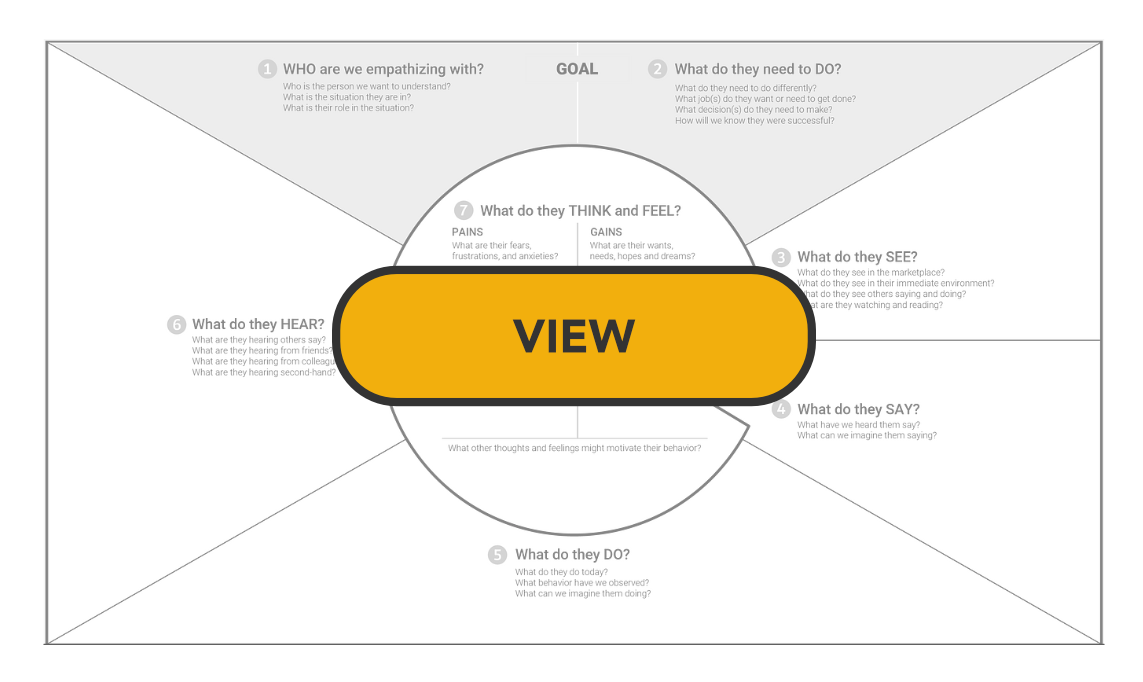 1 WHO are we empathizing with?
Who is the person we want to understand?
What is the situation they are in?
What is their role in the situation?
GOAL
2 What do they need to DO?
What do they need to do differently?
What job(s) do they want or need to get done?
What decision(s) do they need to make?
How will we know they were successful?
7 What do they THINK and FEEL?
PAINS
What are their fears,
frustrations, and anxieties?
GAINS
What are their wants,
needs, hopes and dreams?
3 What do they SEE?
What do they see in the marketplace?
What do they see in their immediate environment?
What do they see others saying and doing?
are they watching and reading?
6 What do they HEAR?
What are they hearing others say?
What are they hearing from friends?
What are they hearing from
What are they hearing second-hand?
VIEW
4 What do they SAY?
What have we heard them say?
What can we imagine them saying?
What other thoughts and feelings might motivate their behavior?
5 What do they DO?
What do they do today?
What behavior have we observed?
What can we imagine them doing?